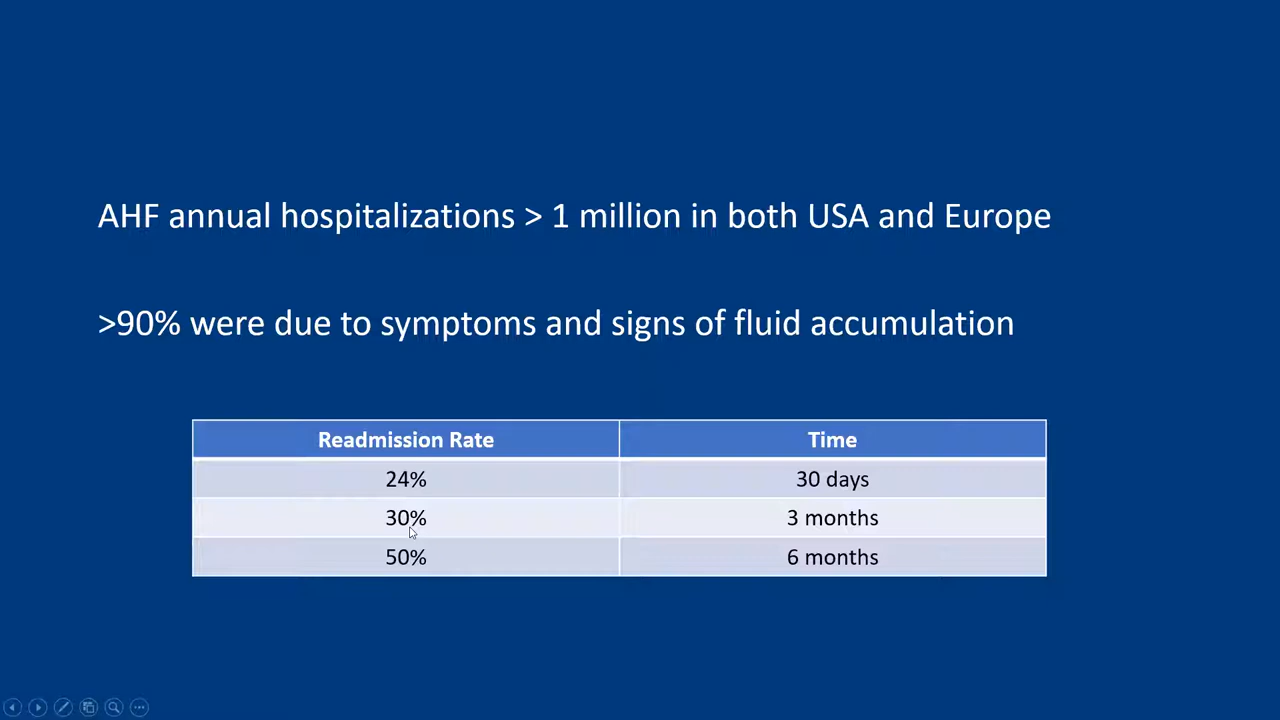 AHF annual hospitalizations > 1 million in both USA and Europe
>90% were due to symptoms and signs of fluid accumulation
Readmission Rate Time
24% 30 days
30% 3 months
50% 6 months